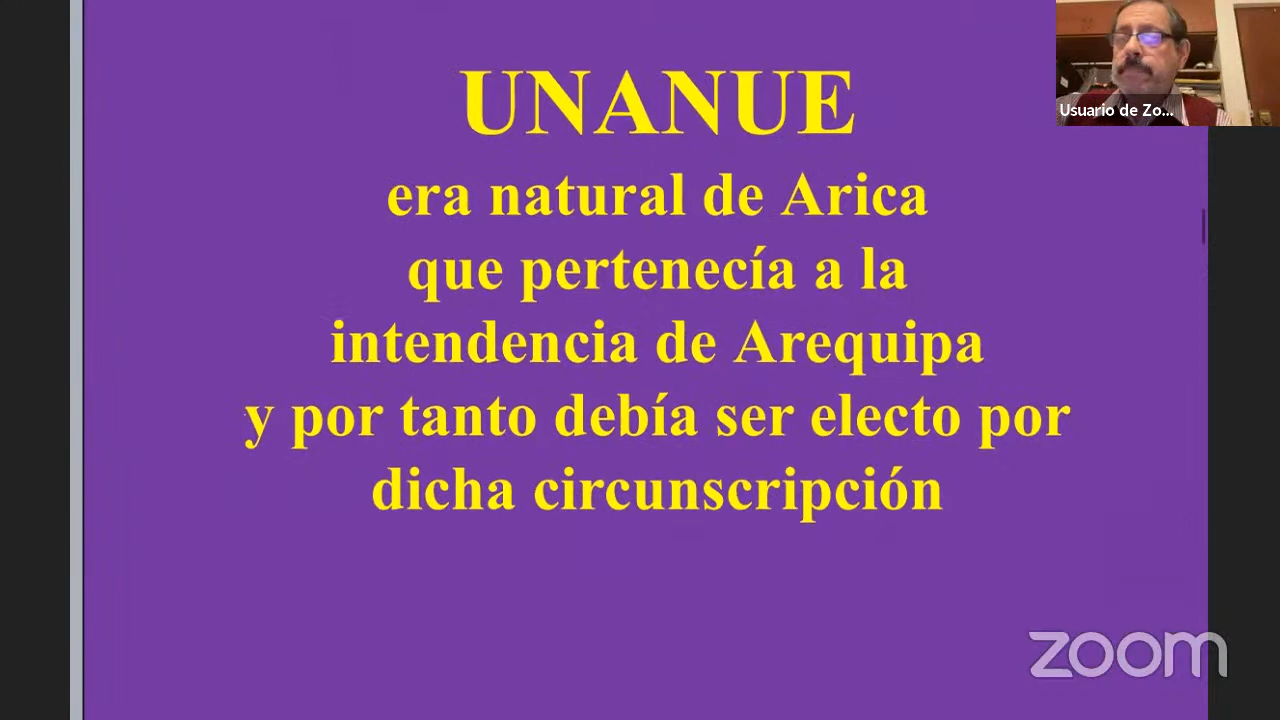 UNANUE
era natural de Arica
que pertenecía a la
intendencia de Arequipa
y por tanto debía ser electo por
dicha circunscripción
Usuario de Zo...
zoom